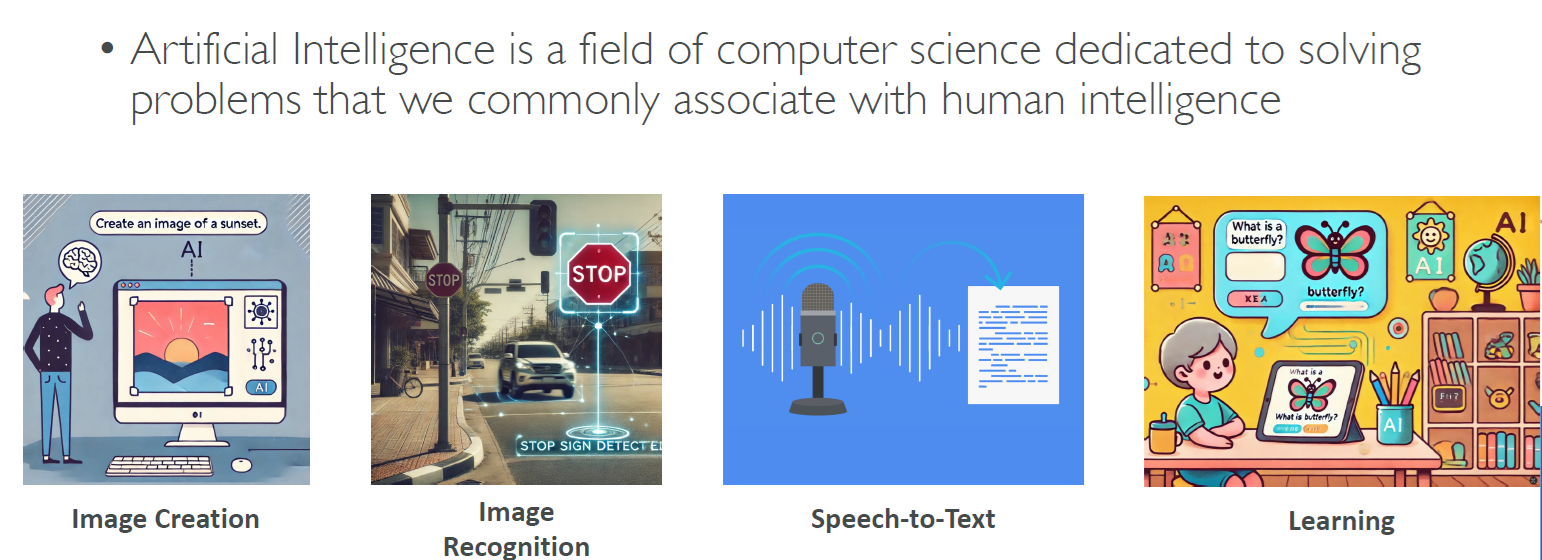 • Artificial Intelligence is a field of computer science dedicated to solving
problems that we commonly associate with human intelligence
Create an image of a sunset.
AI
AI
STOP
STOP
STOP SIGN DETECTED
What is a
butterfly?
KEA
butterfly?
AI
AI
What is a
What is butterfly?
AI
Image Creation
Image
Recognition
Speech-to-Text
Learning